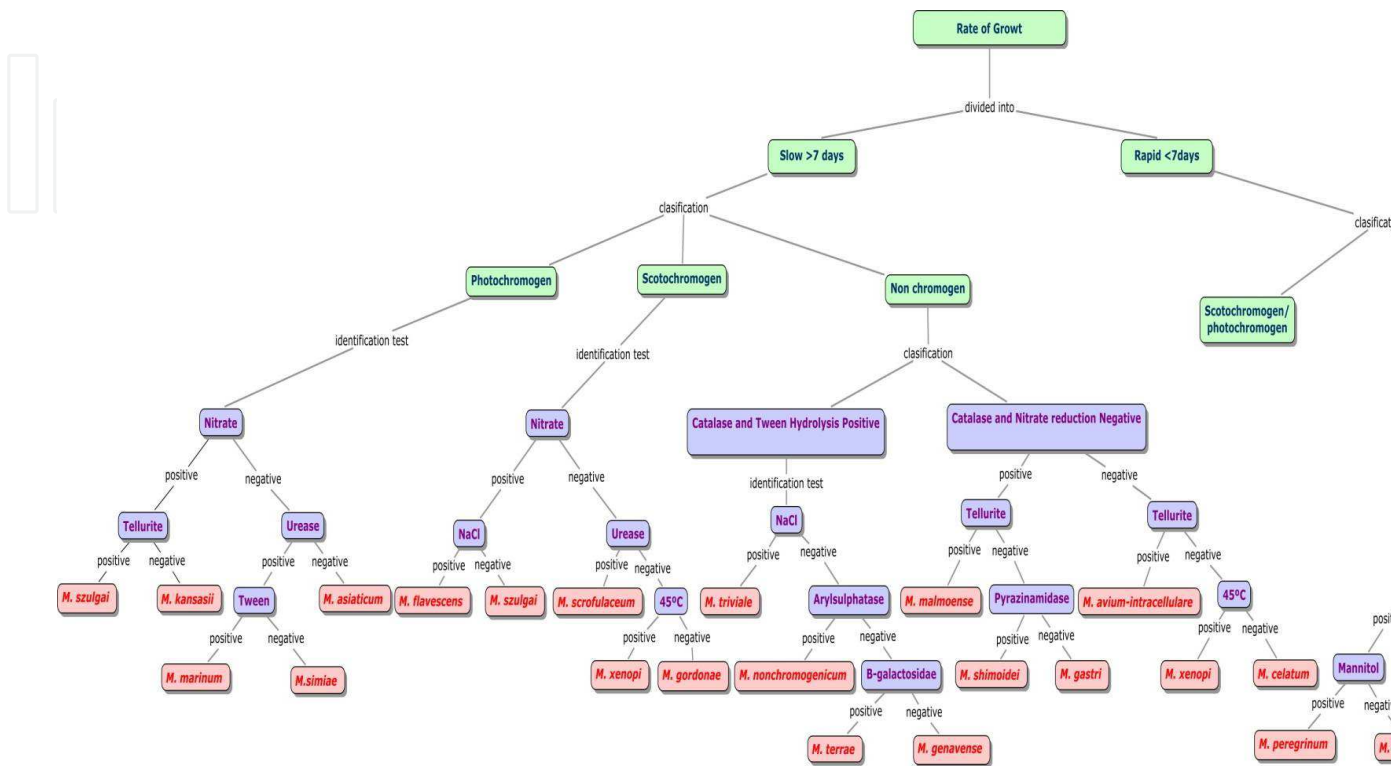 Rate of Growt
divided into
Slow >7 days
Rapid <7days
clasification
Photochromogen
Scotochromogen
Non chromogen
Scotochromogen/
photochromogen
identification test
identification test
clasification
Nitrate
Nitrate
Catalase and Tween Hydrolysis Positive
Catalase and Nitrate reduction Negative
positive
negative
positive
negative
identification test
positive
negative
Tellurite
Urease
NaCl
Urease
NaCl
Tellurite
Tellurite
positive
negative
positive
negative
positive
negative
positive
negative
positive
negative
positive
negative
positive
negative
M. szulgai
M. kansasii
Tween
M. asiaticum
M. flavescens
M. szulgai
M. scrofulaceum
45ºC
M. triviale
Arylsulphatase
M. malmoense
Pyrazinamidase
M. avium-intracellulare
45ºC
positive
negative
positive
negative
positive
negative
positive
negative
positive
negative
M. marinum
M.simiae
M. xenopi
M. gordonae
M. nonchromogenicum
B-galactosidae
M. shimoidei
M. gastri
M. xenopi
M. celatum
Mannitol
positive
negative
positive
M. terrae
M. genavense
M. peregrinum
M.